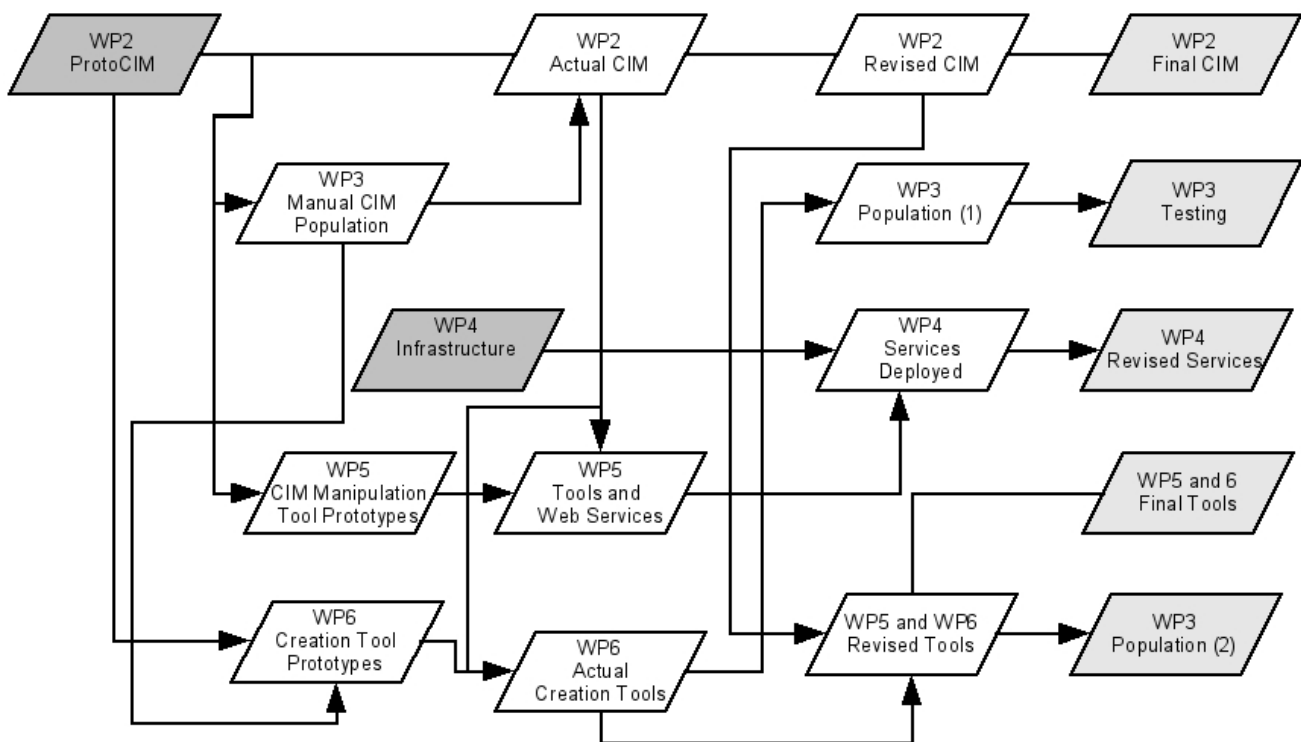 WP2
ProtoCIM
WP2
Actual CIM
WP2
Revised CIM
WP2
Final CIM
WP3
Manual CIM
Population
WP3
Population (1)
WP3
Testing
WP4
Infrastructure
WP4
Services
Deployed
WP4
Revised Services
WP5
CIM Manipulation
Tool Prototypes
WP5
Tools and
Web Services
WP5 and 6
Final Tools
WP6
Creation Tool
Prototypes
WP6
Actual
Creation Tools
WP5 and WP6
Revised Tools
WP3
Population (2)